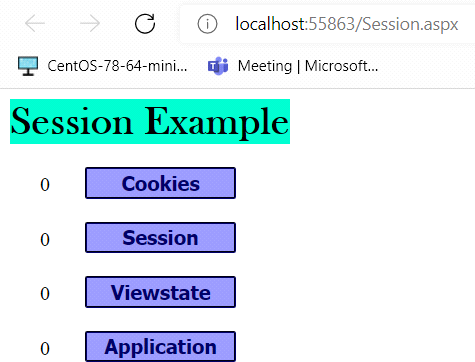 localhost:55863/Session.aspx
CentOS-78-64-mini... Meeting | Microsoft...
Session Example
0 Cookies
0 Session
0 Viewstate
0 Application